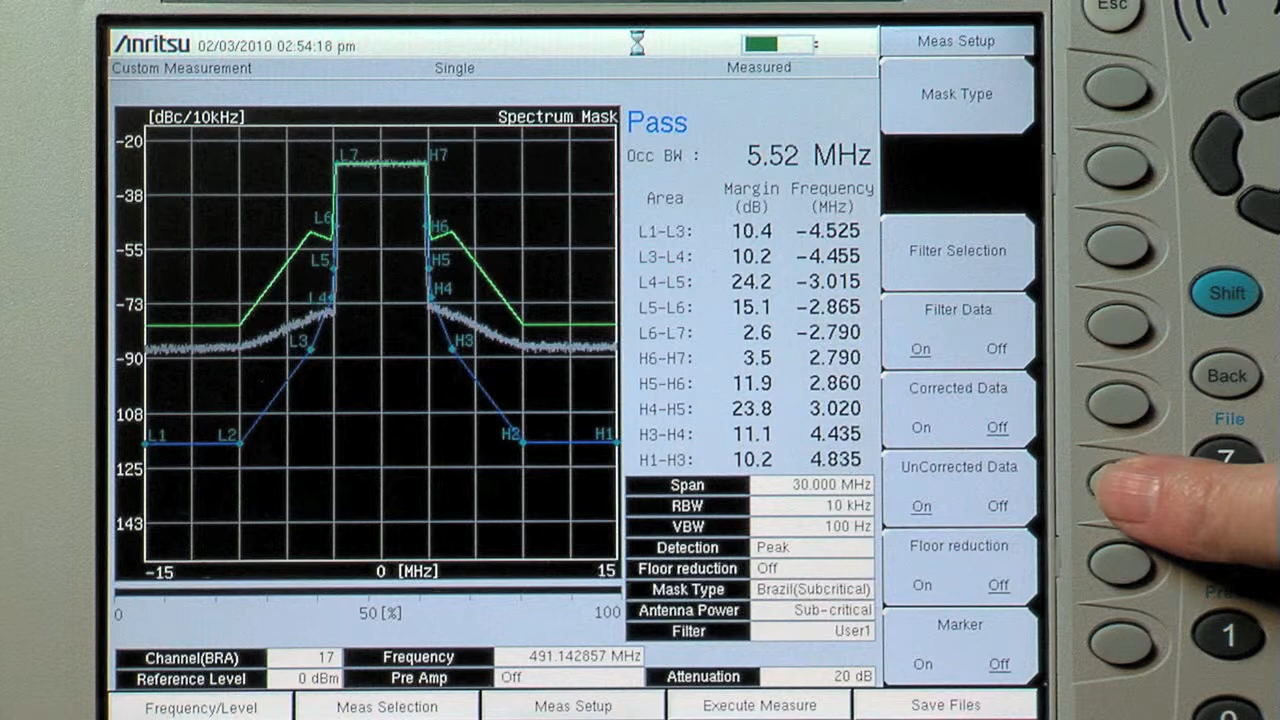 Esc
Anritsu 02/03/2010 02:54:18 pm
Meas Setup
Custom Measurement Single Measured
Mask Type
[dBc/10kHz] Spectrum Mask
Pass
Occ BW : 5.52 MHz
Area Margin (dB) Frequency (MHz)
L1-L3: 10.4 -4.525
L3-L4: 10.2 -4.455
L4-L5: 24.2 -3.015
L5-L6: 15.1 -2.865
L6-L7: 2.6 -2.790
H6-H7: 3.5 2.790
H5-H6: 11.9 2.860
H4-H5: 23.8 3.020
H3-H4: 11.1 4.435
H1-H3: 10.2 4.835
-20
-38
-55
-73
-90
108
125
143
L7 H7
L6 H6
L5 H5
L4 H4
L3 H3
L1 L2 H2 H1
-15 0 [MHz] 15
0 50[%] 100
Span 30.000 MHz
RBW 10 kHz
VBW 100 Hz
Detection Peak
Floor reduction Off
Mask Type Brazil(Subcritical)
Antenna Power Sub-critical
Filter User1
Channel(BRA) 17 Frequency 491.142857 MHz
Reference Level 0 dBm Pre Amp Off Attenuation 20 dB
Filter Selection
Filter Data
On Off
Corrected Data
On Off
UnCorrected Data
On Off
Floor reduction
On Off
Marker
On Off
Frequency/Level Meas Selection Meas Setup Execute Measure Save Files
Shift
Back
File
7
1